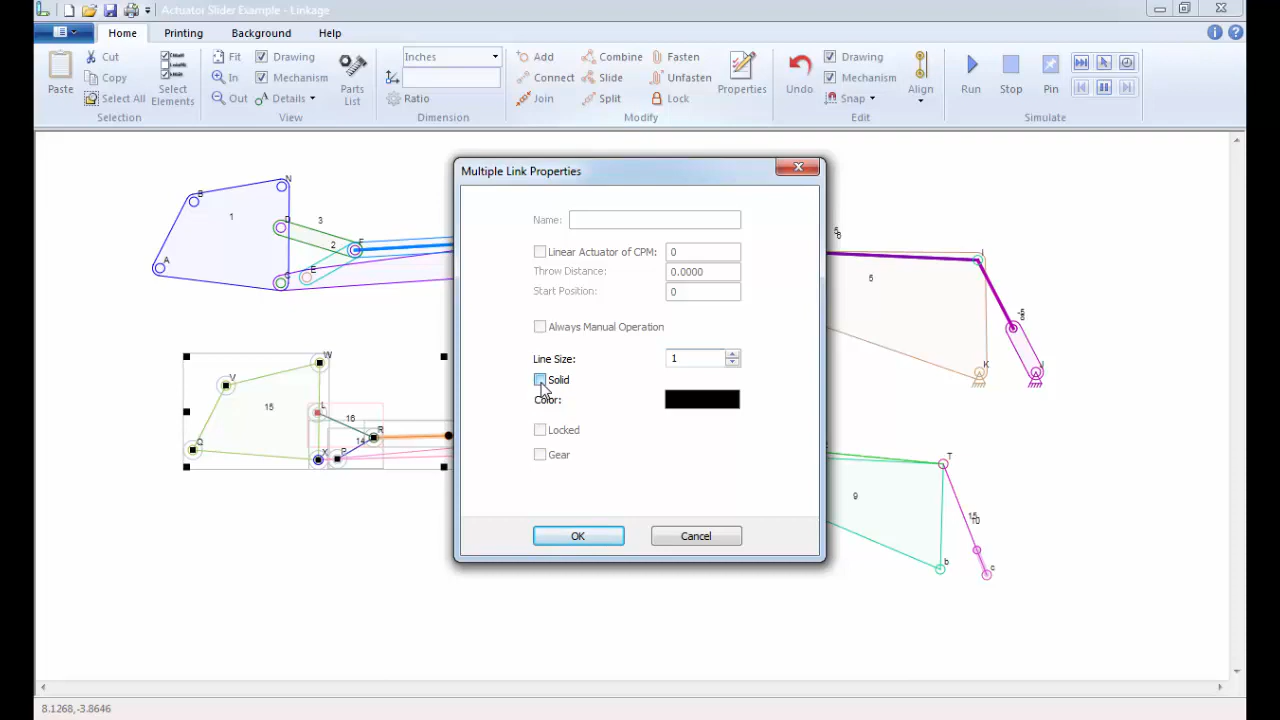 Actuator Slider Example - Linkage
Home Printing Background Help
Paste Cut Copy Select All Select Elements
Selection
Fit In Out Drawing Mechanism Details Parts List
View
Inches
Ratio
Dimension
Add Combine Fasten
Connect Slide Unfasten
Join Split Lock
Properties
Modify
Undo Drawing Mechanism Snap Align
Edit
Run Stop Pin
Simulate
Multiple Link Properties
Name:
Linear Actuator of CPM: 0
Throw Distance: 0.0000
Start Position: 0
Always Manual Operation
Line Size: 1
Solid
Color:
Locked
Gear
OK Cancel
N
B
1
D
3
2
F
A
E
C
I
6
K
J
W
V
15
L
16
R
Q
14
X
P
T
9
10
b
c
8.1268,-3.8646